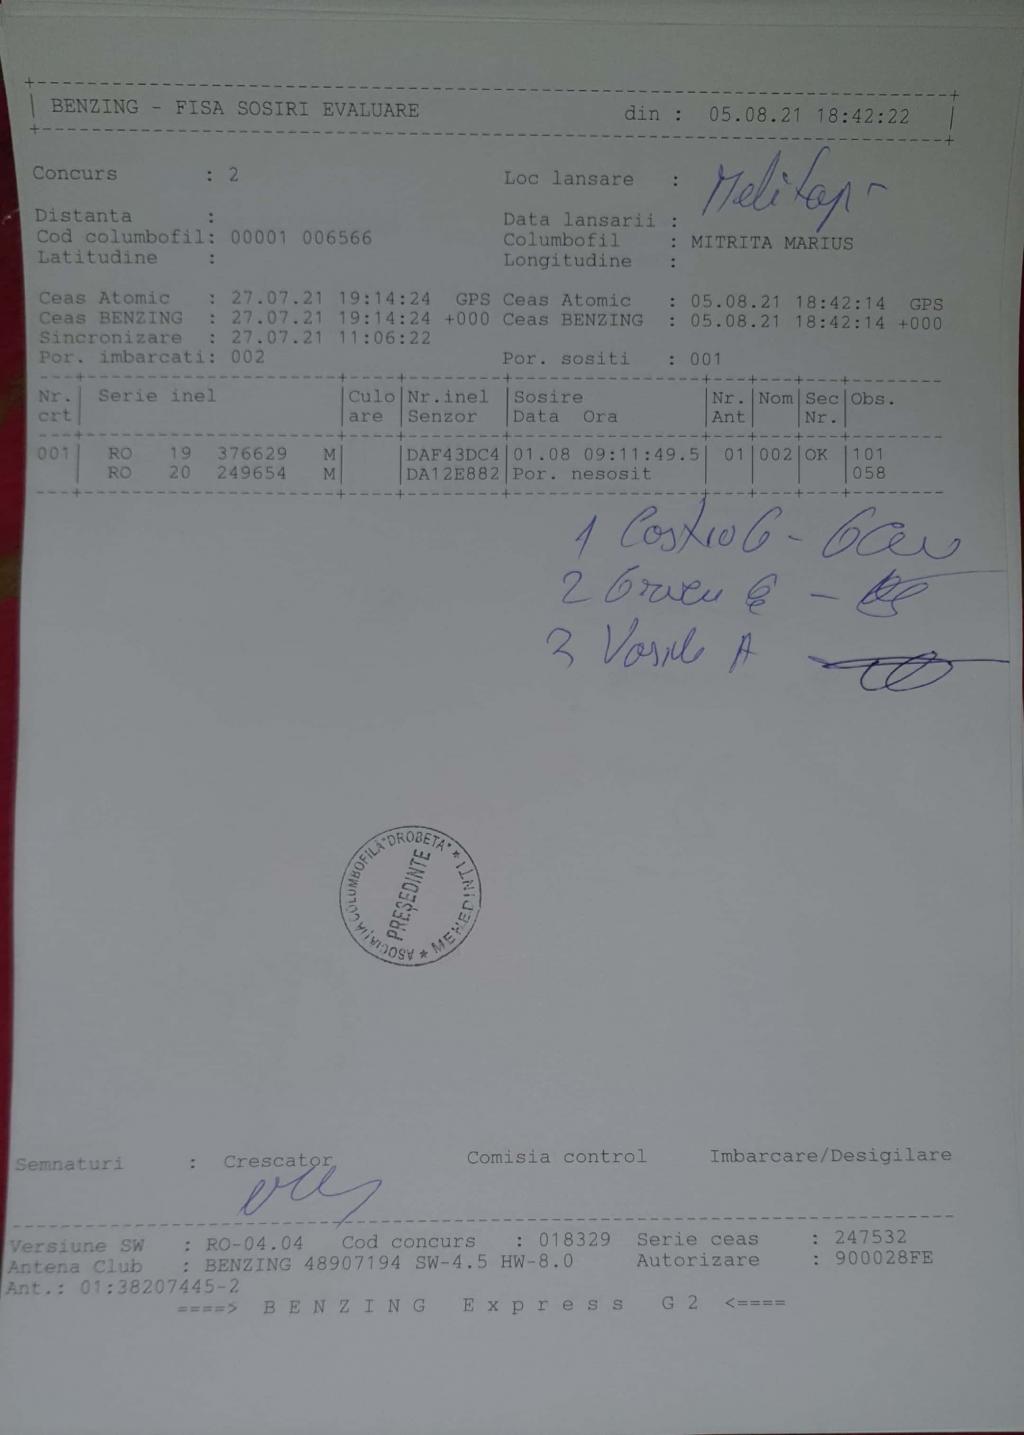 BENZING - FISA SOSIRI EVALUARE din : 05.08.21 18:42:22
Concurs : 2 Loc lansare :
Distanta : Data lansarii :
Cod columbofil: 00001 006566 Columbofil : MITRITA MARIUS
Latitudine : Longitudine :
Ceas Atomic : 27.07.21 19:14:24 GPS Ceas Atomic : 05.08.21 18:42:14 GPS
Ceas BENZING : 27.07.21 19:14:24 +000 Ceas BENZING : 05.08.21 18:42:14 +000
Sincronizare : 27.07.21 11:06:22
Por. imbarcati: 002 Por. sositi : 001
Nr. Serie inel Culo Nr.inel Sosire Nr. Nom Sec Obs.
crt are Senzor Data Ora Ant Nr.
001 RO 19 376629 M DAF43DC4 01.08 09:11:49.5 01 002 OK 101
RO 20 249654 M DA12E882 Por. nesosit 058
1
2
3 Vasile A
ASOCIAȚIA COLUMBOFILĂ "DROBETA" * MEHEDINTI *
PREȘEDINTE
Semnaturi : Crescator Comisia control Imbarcare/Desigilare
Versiune SW : RO-04.04 Cod concurs : 018329 Serie ceas : 247532
Antena Club : BENZING 48907194 SW-4.5 HW-8.0 Autorizare : 900028FE
Ant.: 01:38207445-2
====> B E N Z I N G E x p r e s s G 2 <====